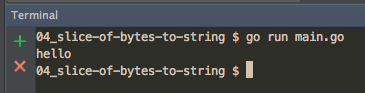 Terminal
04_slice-of-bytes-to-string $ go run main.go
hello
04_slice-of-bytes-to-string $